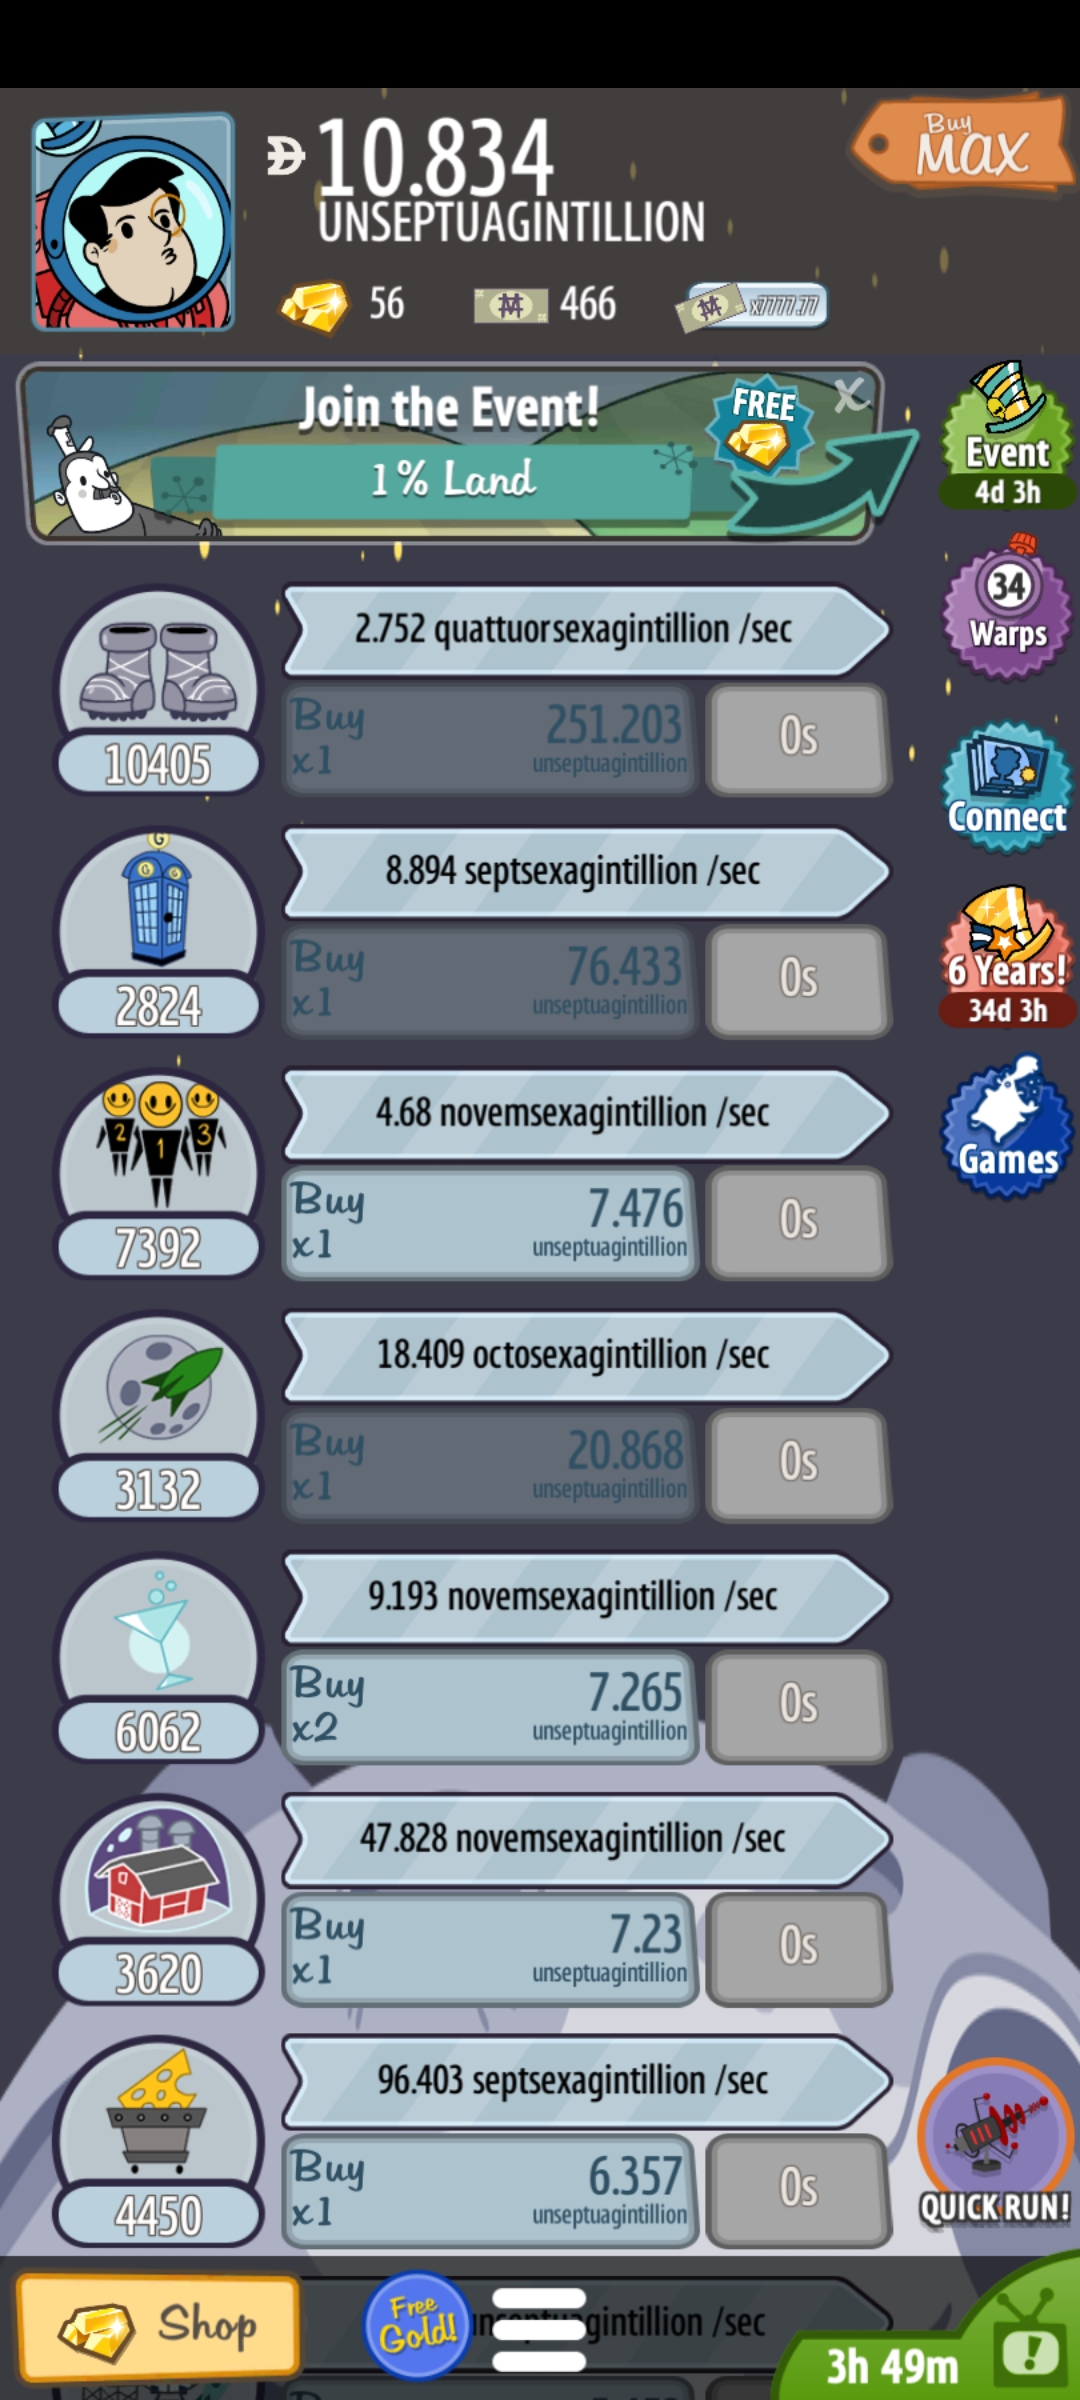 10.834
UNSEPTUAGINTILLION
Buy
MAX
56
466
x7777.77
Join the Event!
FREE
X
1% Land
Event
4d 3h
2.752 quattuorsexagintillion /sec
Buy
x1
251.203
unseptuagintillion
0s
10405
34
Warps
8.894 septsexagintillion /sec
Buy
x1
76.433
unseptuagintillion
0s
G
G G
2824
Connect
6 Years!
34d 3h
4.68 novemsexagintillion /sec
Buy
x1
7.476
unseptuagintillion
0s
2 1 3
7392
Games
18.409 octosexagintillion /sec
Buy
x1
20.868
unseptuagintillion
0s
3132
9.193 novemsexagintillion /sec
Buy
x2
7.265
unseptuagintillion
0s
6062
47.828 novemsexagintillion /sec
Buy
x1
7.23
unseptuagintillion
0s
3620
96.403 septsexagintillion /sec
Buy
x1
6.357
unseptuagintillion
0s
4450
QUICK RUN!
Shop
Free
Gold!
/sec
3h 49m
!